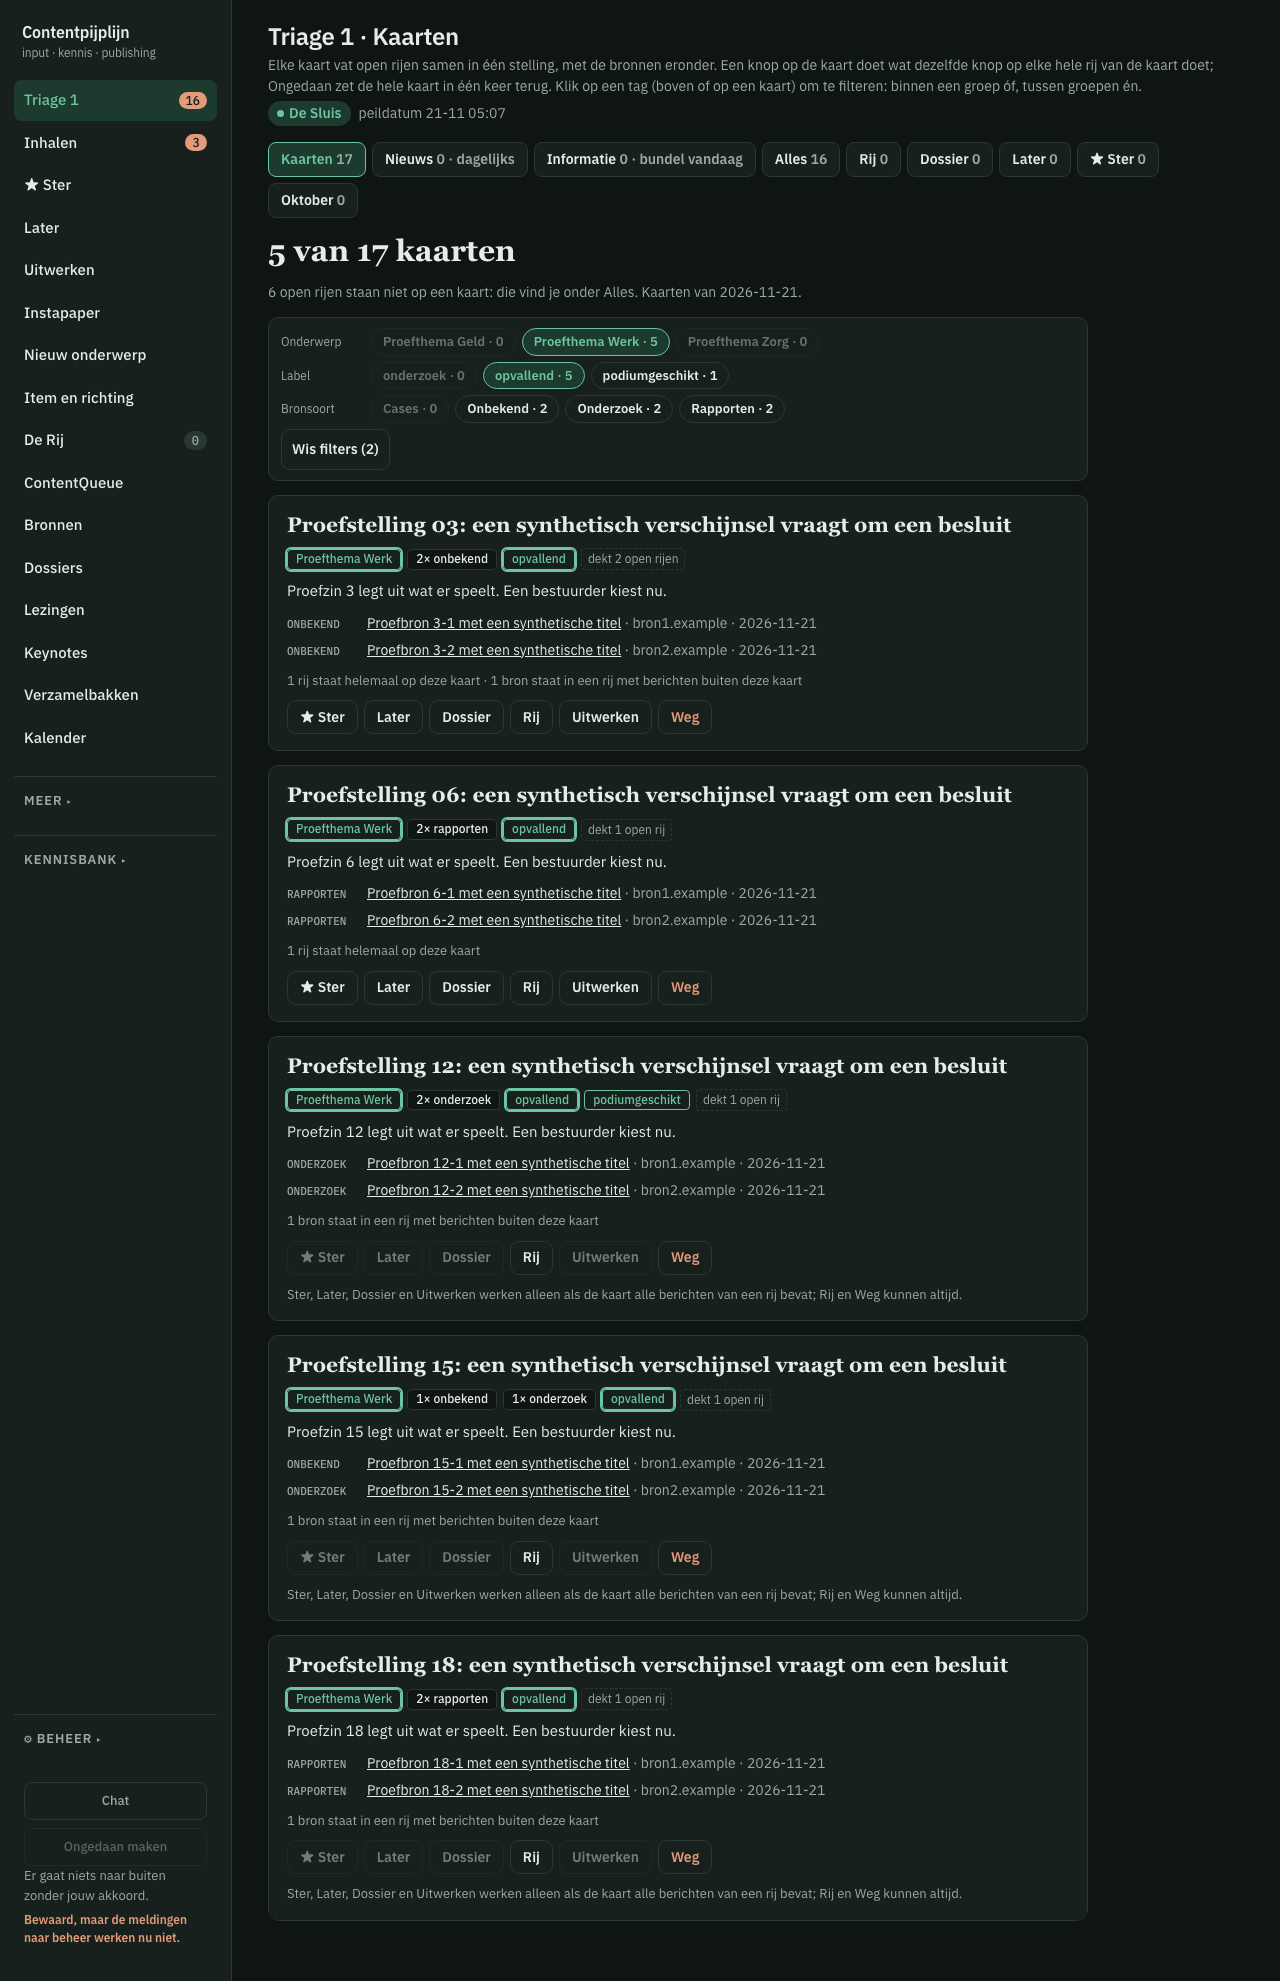 Contentpijplijn
input · kennis · publishing
Triage 1 16
Inhalen 3
★ Ster
Later
Uitwerken
Instapaper
Nieuw onderwerp
Item en richting
De Rij 0
ContentQueue
Bronnen
Dossiers
Lezingen
Keynotes
Verzamelbakken
Kalender
MEER ▸
KENNISBANK ▸
⚙ BEHEER ▸
Chat
Ongedaan maken
Er gaat niets naar buiten
zonder jouw akkoord.
Bewaard, maar de meldingen
naar beheer werken nu niet.
Triage 1 · Kaarten
Elke kaart vat open rijen samen in één stelling, met de bronnen eronder. Een knop op de kaart doet wat dezelfde knop op elke hele rij van de kaart doet;
Ongedaan zet de hele kaart in één keer terug. Klik op een tag (boven of op een kaart) om te filteren: binnen een groep óf, tussen groepen én.
● De Sluis peildatum 21-11 05:07
Kaarten 17 Nieuws 0 · dagelijks Informatie 0 · bundel vandaag Alles 16 Rij 0 Dossier 0 Later 0 ★ Ster 0
Oktober 0
5 van 17 kaarten
6 open rijen staan niet op een kaart: die vind je onder Alles. Kaarten van 2026-11-21.
Onderwerp Proefthema Geld · 0 Proefthema Werk · 5 Proefthema Zorg · 0
Label onderzoek · 0 opvallend · 5 podiumgeschikt · 1
Bronsoort Cases · 0 Onbekend · 2 Onderzoek · 2 Rapporten · 2
Wis filters (2)
Proefstelling 03: een synthetisch verschijnsel vraagt om een besluit
Proefthema Werk 2× onbekend opvallend dekt 2 open rijen
Proefzin 3 legt uit wat er speelt. Een bestuurder kiest nu.
ONBEKEND Proefbron 3-1 met een synthetische titel · bron1.example · 2026-11-21
ONBEKEND Proefbron 3-2 met een synthetische titel · bron2.example · 2026-11-21
1 rij staat helemaal op deze kaart · 1 bron staat in een rij met berichten buiten deze kaart
★ Ster Later Dossier Rij Uitwerken Weg
Proefstelling 06: een synthetisch verschijnsel vraagt om een besluit
Proefthema Werk 2× rapporten opvallend dekt 1 open rij
Proefzin 6 legt uit wat er speelt. Een bestuurder kiest nu.
RAPPORTEN Proefbron 6-1 met een synthetische titel · bron1.example · 2026-11-21
RAPPORTEN Proefbron 6-2 met een synthetische titel · bron2.example · 2026-11-21
1 rij staat helemaal op deze kaart
★ Ster Later Dossier Rij Uitwerken Weg
Proefstelling 12: een synthetisch verschijnsel vraagt om een besluit
Proefthema Werk 2× onderzoek opvallend podiumgeschikt dekt 1 open rij
Proefzin 12 legt uit wat er speelt. Een bestuurder kiest nu.
ONDERZOEK Proefbron 12-1 met een synthetische titel · bron1.example · 2026-11-21
ONDERZOEK Proefbron 12-2 met een synthetische titel · bron2.example · 2026-11-21
1 bron staat in een rij met berichten buiten deze kaart
★ Ster Later Dossier Rij Uitwerken Weg
Ster, Later, Dossier en Uitwerken werken alleen als de kaart alle berichten van een rij bevat; Rij en Weg kunnen altijd.
Proefstelling 15: een synthetisch verschijnsel vraagt om een besluit
Proefthema Werk 1× onbekend 1× onderzoek opvallend dekt 1 open rij
Proefzin 15 legt uit wat er speelt. Een bestuurder kiest nu.
ONBEKEND Proefbron 15-1 met een synthetische titel · bron1.example · 2026-11-21
ONDERZOEK Proefbron 15-2 met een synthetische titel · bron2.example · 2026-11-21
1 bron staat in een rij met berichten buiten deze kaart
★ Ster Later Dossier Rij Uitwerken Weg
Ster, Later, Dossier en Uitwerken werken alleen als de kaart alle berichten van een rij bevat; Rij en Weg kunnen altijd.
Proefstelling 18: een synthetisch verschijnsel vraagt om een besluit
Proefthema Werk 2× rapporten opvallend dekt 1 open rij
Proefzin 18 legt uit wat er speelt. Een bestuurder kiest nu.
RAPPORTEN Proefbron 18-1 met een synthetische titel · bron1.example · 2026-11-21
RAPPORTEN Proefbron 18-2 met een synthetische titel · bron2.example · 2026-11-21
1 bron staat in een rij met berichten buiten deze kaart
★ Ster Later Dossier Rij Uitwerken Weg
Ster, Later, Dossier en Uitwerken werken alleen als de kaart alle berichten van een rij bevat; Rij en Weg kunnen altijd.